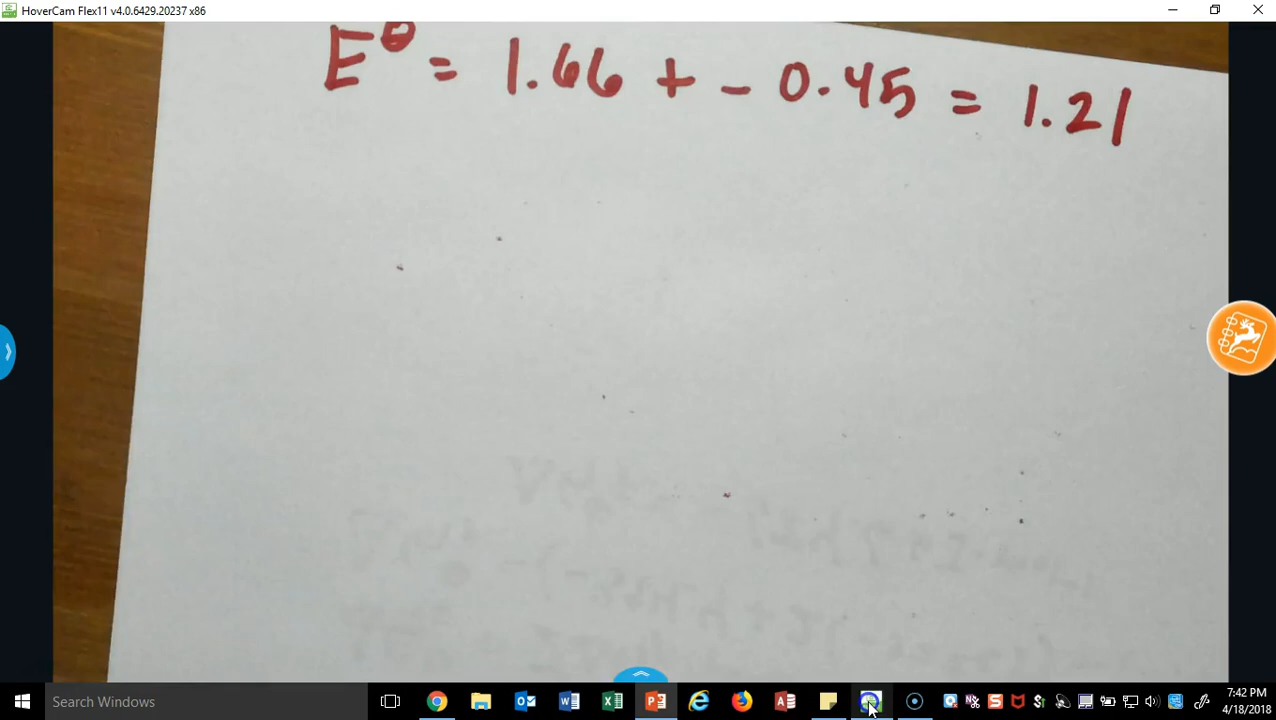 HoverCam Flex11 v4.0.6429.20237 x86
E^θ = 1.66 + - 0.45 = 1.21
Search Windows
7:42 PM
4/18/2018